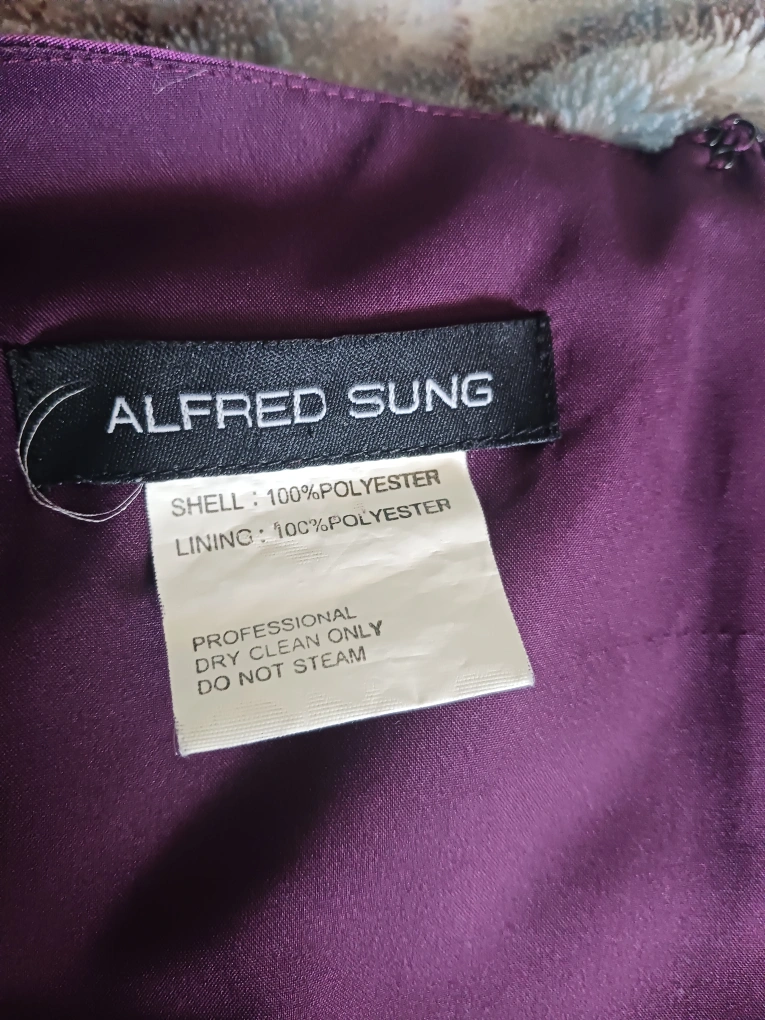 ALFRED SUNG
SHELL : 100%POLYESTER
LINING : 100%POLYESTER
PROFESSIONAL
DRY CLEAN ONLY
DO NOT STEAM